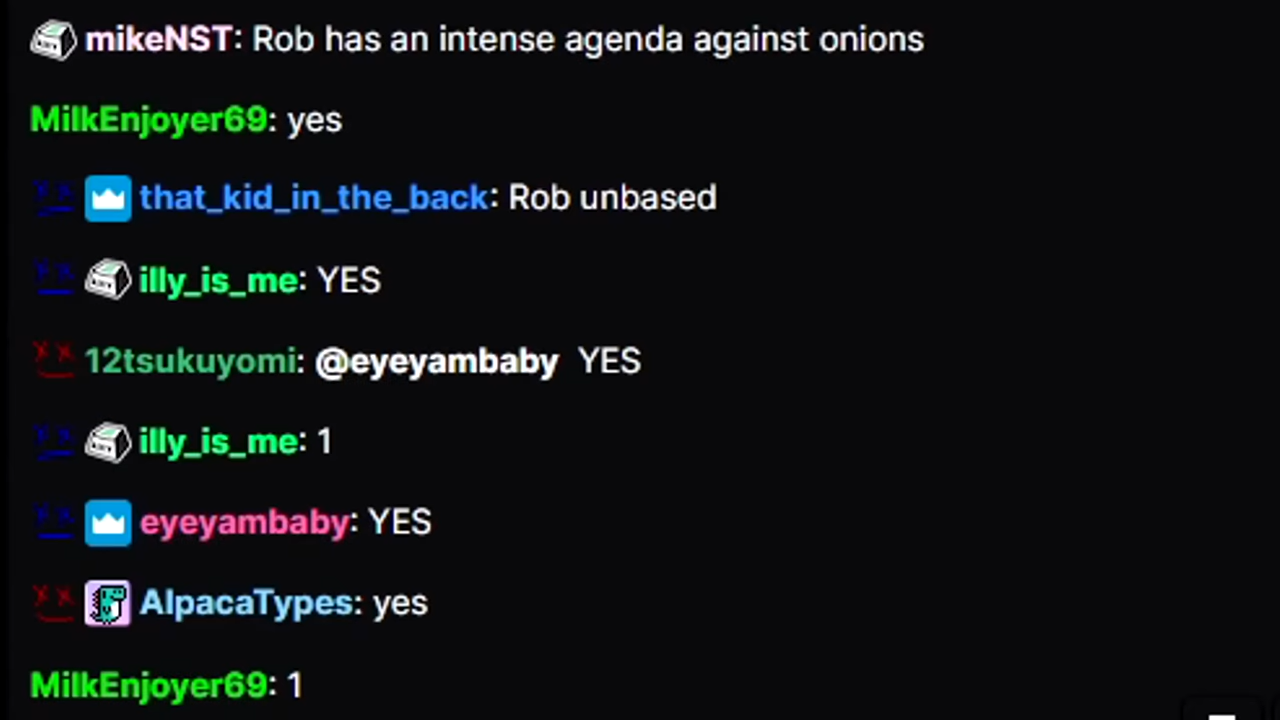 mikeNST: Rob has an intense agenda against onions
MilkEnjoyer69: yes
that_kid_in_the_back: Rob unbased
illy_is_me: YES
12tsukuyomi: @eyeyambaby YES
illy_is_me: 1
eyeyambaby: YES
AlpacaTypes: yes
MilkEnjoyer69: 1